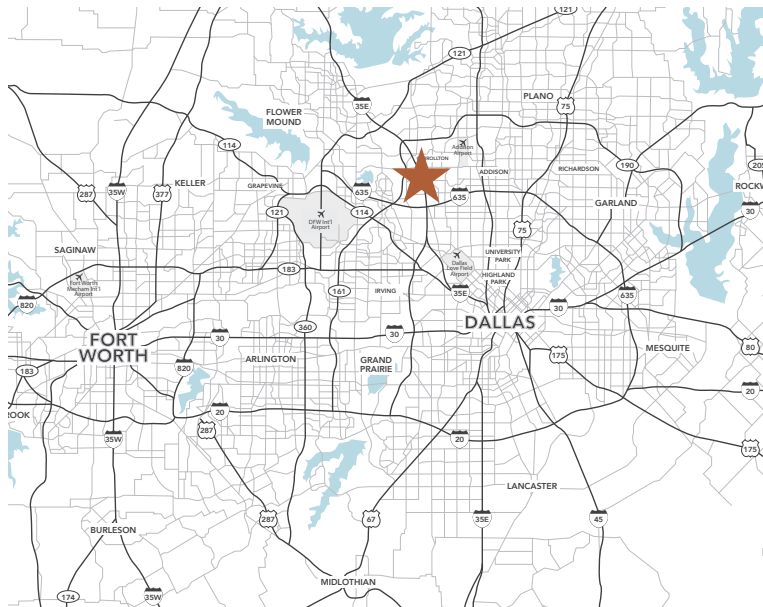 121
121
PLANO
35E
75
FLOWER
MOUND
114
Addison
Airport
ROLLTON
190
205
ADDISON
RICHARDSON
KELLER
GRAPEVINE
ROCKW
287
35W
377
635
635
GARLAND
121
114
30
DFW Int'l
Airport
75
SAGINAW
UNIVERSITY
PARK
Dallas
Love Field
Airport
183
HIGHLAND
PARK
Fort Worth
Mecham Int'l
Airport
161
IRVING
35E
635
820
30
DALLAS
360
30
30
FORT
WORTH
80
MESQUITE
175
ARLINGTON
GRAND
PRAIRIE
820
183
20
20
ROOK
287
35W
20
175
LANCASTER
287
67
35E
45
BURLESON
MIDLOTHIAN
174
35W